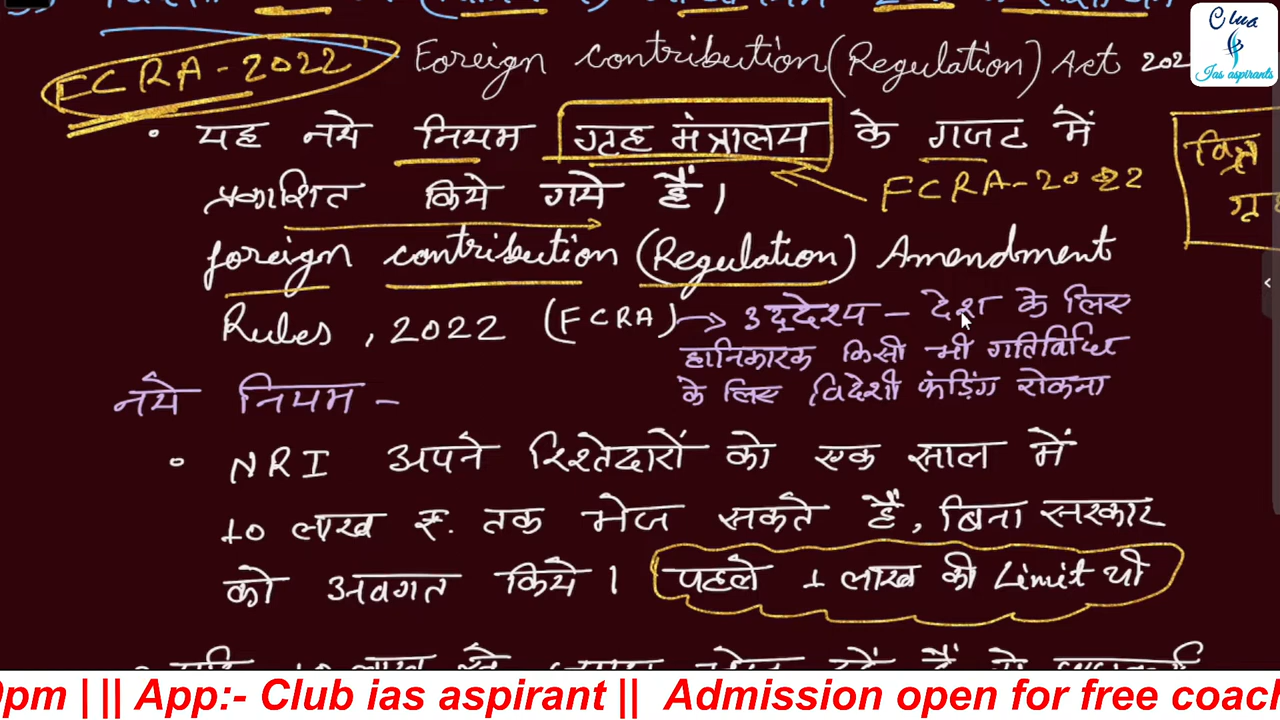 Club
Ias aspirants
FCRA-2022 Foreign contribution (Regulation) Act 202
• यह नये नियम गृह मंत्रालय के गजट में
प्रकाशित किये गये हैं।
FCRA-2022
वित्त
गृह
foreign contribution (Regulation) Amendment
Rules, 2022 (FCRA) → उद्देश्य – देश के लिए
हानिकारक किसी भी गतिविधि
के लिए विदेशी फंडिंग रोकना
नये नियम –
• NRI अपने रिश्तेदारों को एक साल में
10 लाख रु. तक भेज सकते हैं, बिना सरकार
को अवगत किये। पहले 1 लाख की Limit थी
0pm | || App:- Club ias aspirant || Admission open for free coach